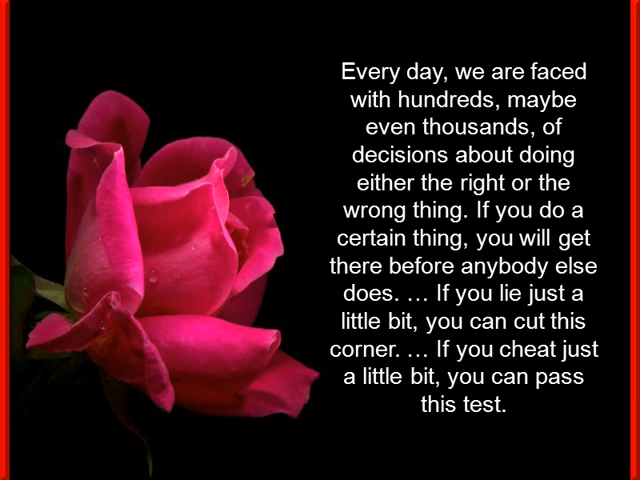 Every day, we are faced
with hundreds, maybe
even thousands, of
decisions about doing
either the right or the
wrong thing. If you do a
certain thing, you will get
there before anybody else
does. … If you lie just a
little bit, you can cut this
corner. … If you cheat just
a little bit, you can pass
this test.